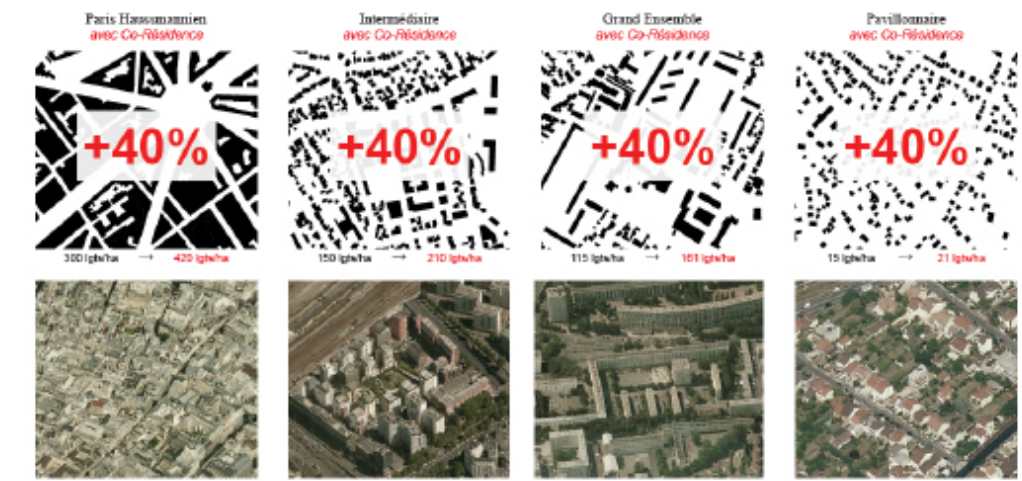 Paris Haussmannien
avec Co-Résidence
+40%
300 lgts/ha → 420 lgts/ha
Intermédiaire
avec Co-Résidence
+40%
150 lgts/ha → 210 lgts/ha
Grand Ensemble
avec Co-Résidence
+40%
115 lgts/ha → 161 lgts/ha
Pavillonnaire
avec Co-Résidence
+40%
15 lgts/ha → 21 lgts/ha